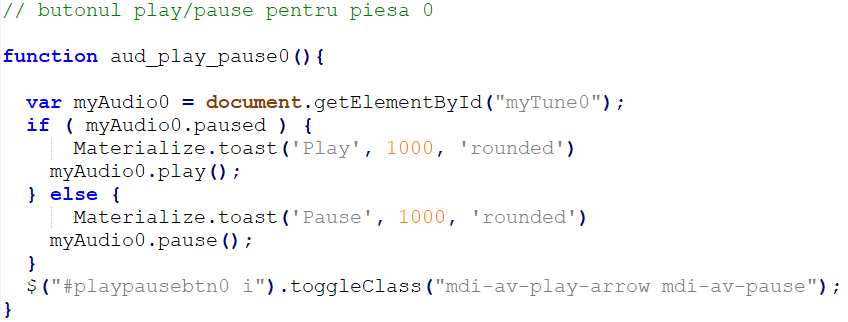 // butonul play/pause pentru piesa 0
function aud_play_pause0(){
var myAudio0 = document.getElementById("myTune0");
if ( myAudio0.paused ) {
Materialize.toast('Play', 1000, 'rounded')
myAudio0.play();
} else {
Materialize.toast('Pause', 1000, 'rounded')
myAudio0.pause();
}
$("#playpausebtn0 i").toggleClass("mdi-av-play-arrow mdi-av-pause");
}